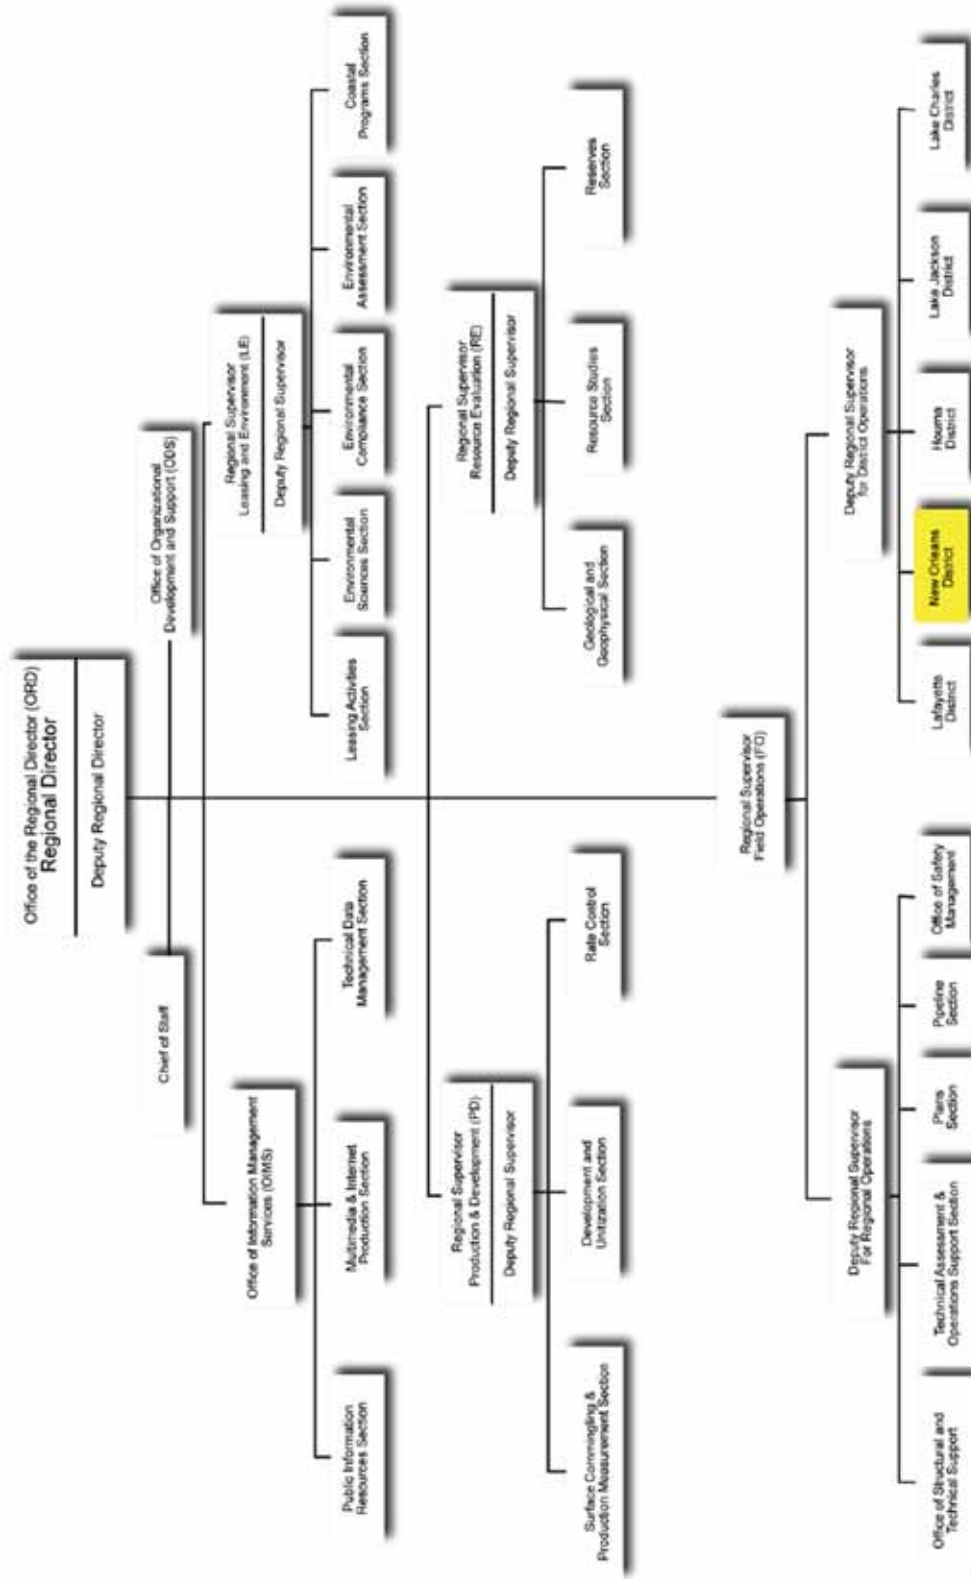 Office of the Regional Director (ORD)
Regional Director
Deputy Regional Director
Chief of Staff
Office of Organizational
Development and Support (ODS)
Office of Information Management
Services (OIMS)
Public Information
Resources Section
Multimedia & Internet
Production Section
Technical Data
Management Section
Regional Supervisor
Leasing and Environment (LE)
Deputy Regional Supervisor
Leasing Activities
Section
Environmental
Sciences Section
Environmental
Compliance Section
Environmental
Assessment Section
Coastal
Programs Section
Regional Supervisor
Production & Development (PD)
Deputy Regional Supervisor
Surface Commingling &
Production Measurement Section
Development and
Unitization Section
Rate Control
Section
Regional Supervisor
Resource Evaluation (RE)
Deputy Regional Supervisor
Geological and
Geophysical Section
Resource Studies
Section
Reserves
Section
Regional Supervisor
Field Operations (FO)
Deputy Regional Supervisor
For Regional Operations
Office of Structural and
Technical Support
Technical Assessment &
Operations Support Section
Plans
Section
Pipeline
Section
Office of Safety
Management
Deputy Regional Supervisor
for District Operations
Lafayette
District
New Orleans
District
Houma
District
Lake Jackson
District
Lake Charles
District